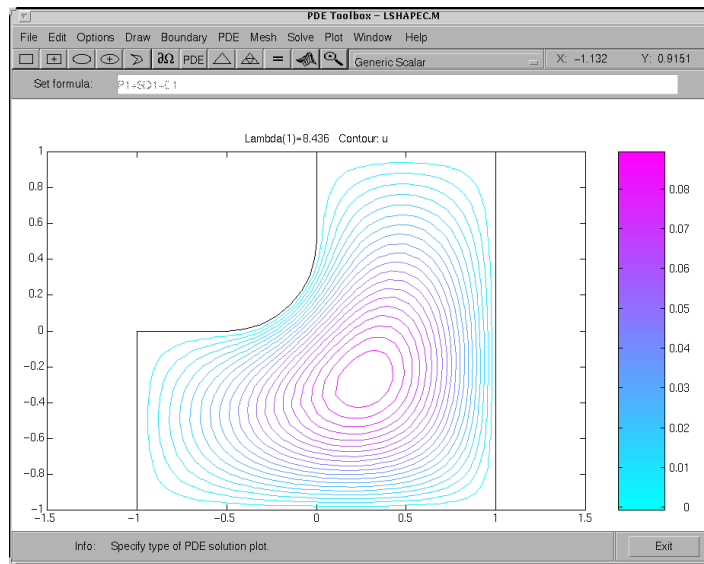 PDE Toolbox – LSHAPEC.M
File Edit Options Draw Boundary PDE Mesh Solve Plot Window Help
∂Ω PDE = Generic Scalar X: -1.132 Y: 0.9151
Set formula: P1+SQ1-C1
Lambda(1)=8.436 Contour: u
1
0.8
0.6
0.4
0.2
0
−0.2
−0.4
−0.6
−0.8
−1
−1.5 −1 −0.5 0 0.5 1 1.5
0.08
0.07
0.06
0.05
0.04
0.03
0.02
0.01
0
Info: Specify type of PDE solution plot. Exit